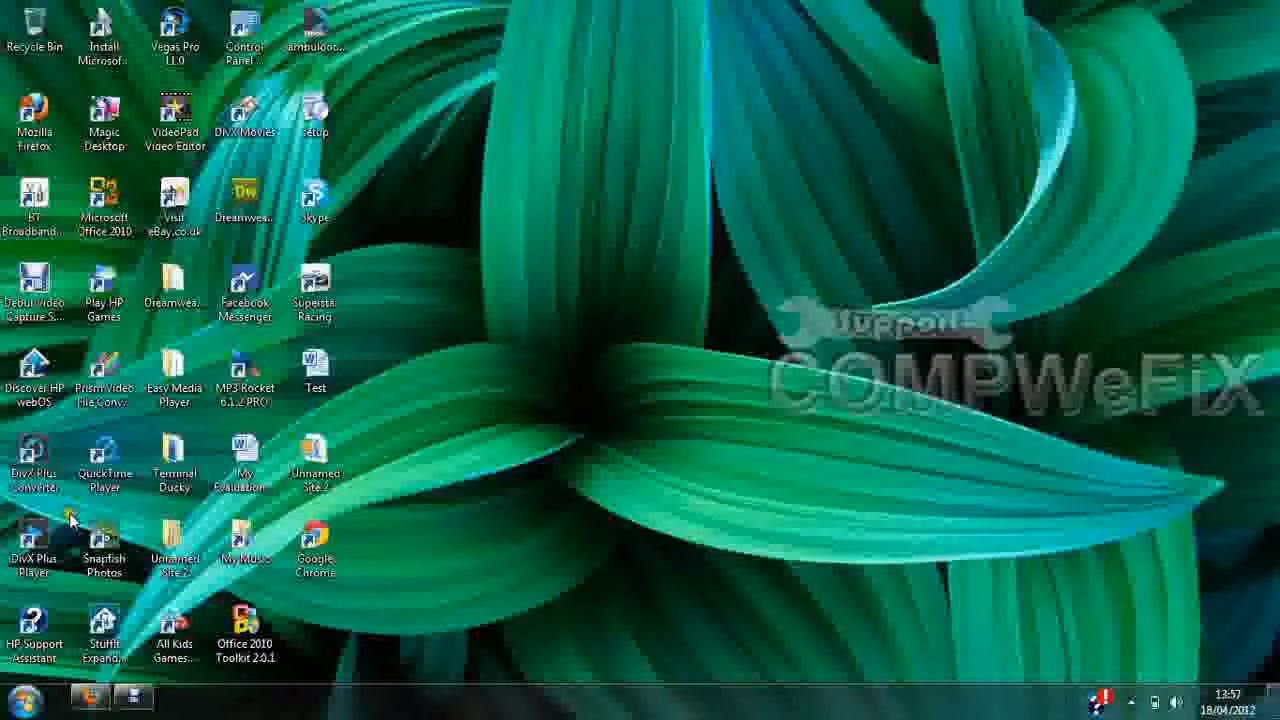 Recycle Bin
Install
Microsof...
Vegas Pro
11.0
Control
Panel...
ambulooc...
Mozilla
Firefox
Magic
Desktop
VideoPad
Video Editor
DivX Movies
setup
BT
Broadband...
Microsoft
Office 2010
Visit
eBay.co.uk
Dw
Dreamwea...
Skype
Debut Video
Capture S...
Play HP
Games
Dreamwea...
Facebook
Messenger
Supersta...
Racing
Discover HP
webOS
Prism Video
File Conv...
Easy Media
Player
MP3 Rocket
6.1.2 PRO
Test
DivX Plus
Converter
QuickTime
Player
Terminal
Ducky
My
Evaluation...
Unnamed
Site 2
DivX Plus
Player
Snapfish
Photos
Unnamed
Site 2
My Music
Google
Chrome
HP Support
Assistant
StuffIt
Expand...
All Kids
Games...
Office 2010
Toolkit 2.0.1
Support
COMPWeFiX
13:57
18/04/2012